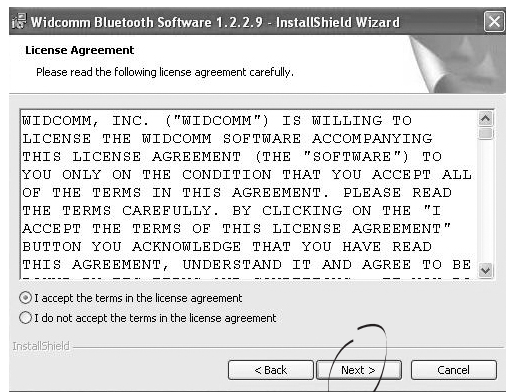 Widcomm Bluetooth Software 1.2.2.9 - InstallShield Wizard
License Agreement
Please read the following license agreement carefully.
WIDCOMM, INC. ("WIDCOMM") IS WILLING TO
LICENSE THE WIDCOMM SOFTWARE ACCOMPANYING
THIS LICENSE AGREEMENT (THE "SOFTWARE") TO
YOU ONLY ON THE CONDITION THAT YOU ACCEPT ALL
OF THE TERMS IN THIS AGREEMENT. PLEASE READ
THE TERMS CAREFULLY. BY CLICKING ON THE "I
ACCEPT THE TERMS OF THIS LICENSE AGREEMENT"
BUTTON YOU ACKNOWLEDGE THAT YOU HAVE READ
THIS AGREEMENT, UNDERSTAND IT AND AGREE TO BE
I accept the terms in the license agreement
I do not accept the terms in the license agreement
InstallShield
< Back Next > Cancel